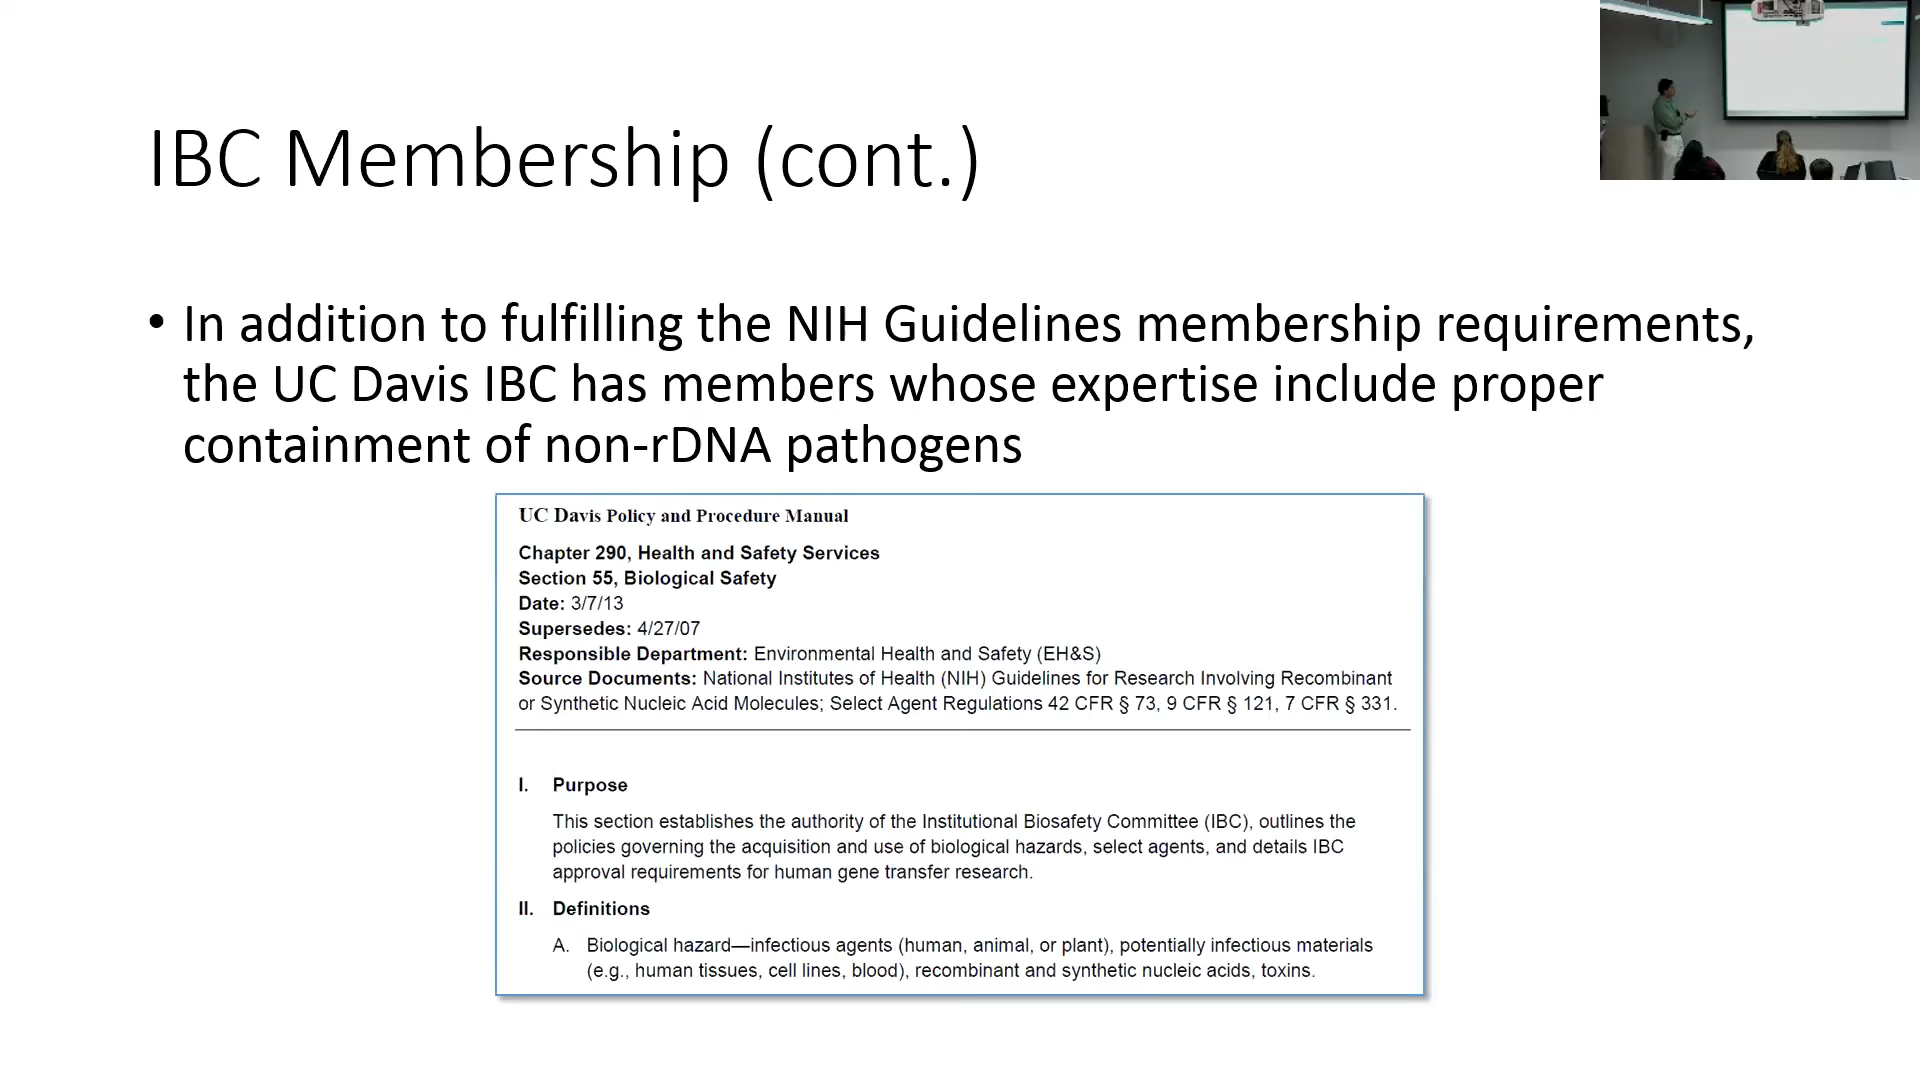 IBC Membership (cont.)
• In addition to fulfilling the NIH Guidelines membership requirements,
the UC Davis IBC has members whose expertise include proper
containment of non-rDNA pathogens
UC Davis Policy and Procedure Manual
Chapter 290, Health and Safety Services
Section 55, Biological Safety
Date: 3/7/13
Supersedes: 4/27/07
Responsible Department: Environmental Health and Safety (EH&S)
Source Documents: National Institutes of Health (NIH) Guidelines for Research Involving Recombinant
or Synthetic Nucleic Acid Molecules; Select Agent Regulations 42 CFR § 73, 9 CFR § 121, 7 CFR § 331.
I. Purpose
This section establishes the authority of the Institutional Biosafety Committee (IBC), outlines the
policies governing the acquisition and use of biological hazards, select agents, and details IBC
approval requirements for human gene transfer research.
II. Definitions
A. Biological hazard—infectious agents (human, animal, or plant), potentially infectious materials
(e.g., human tissues, cell lines, blood), recombinant and synthetic nucleic acids, toxins.